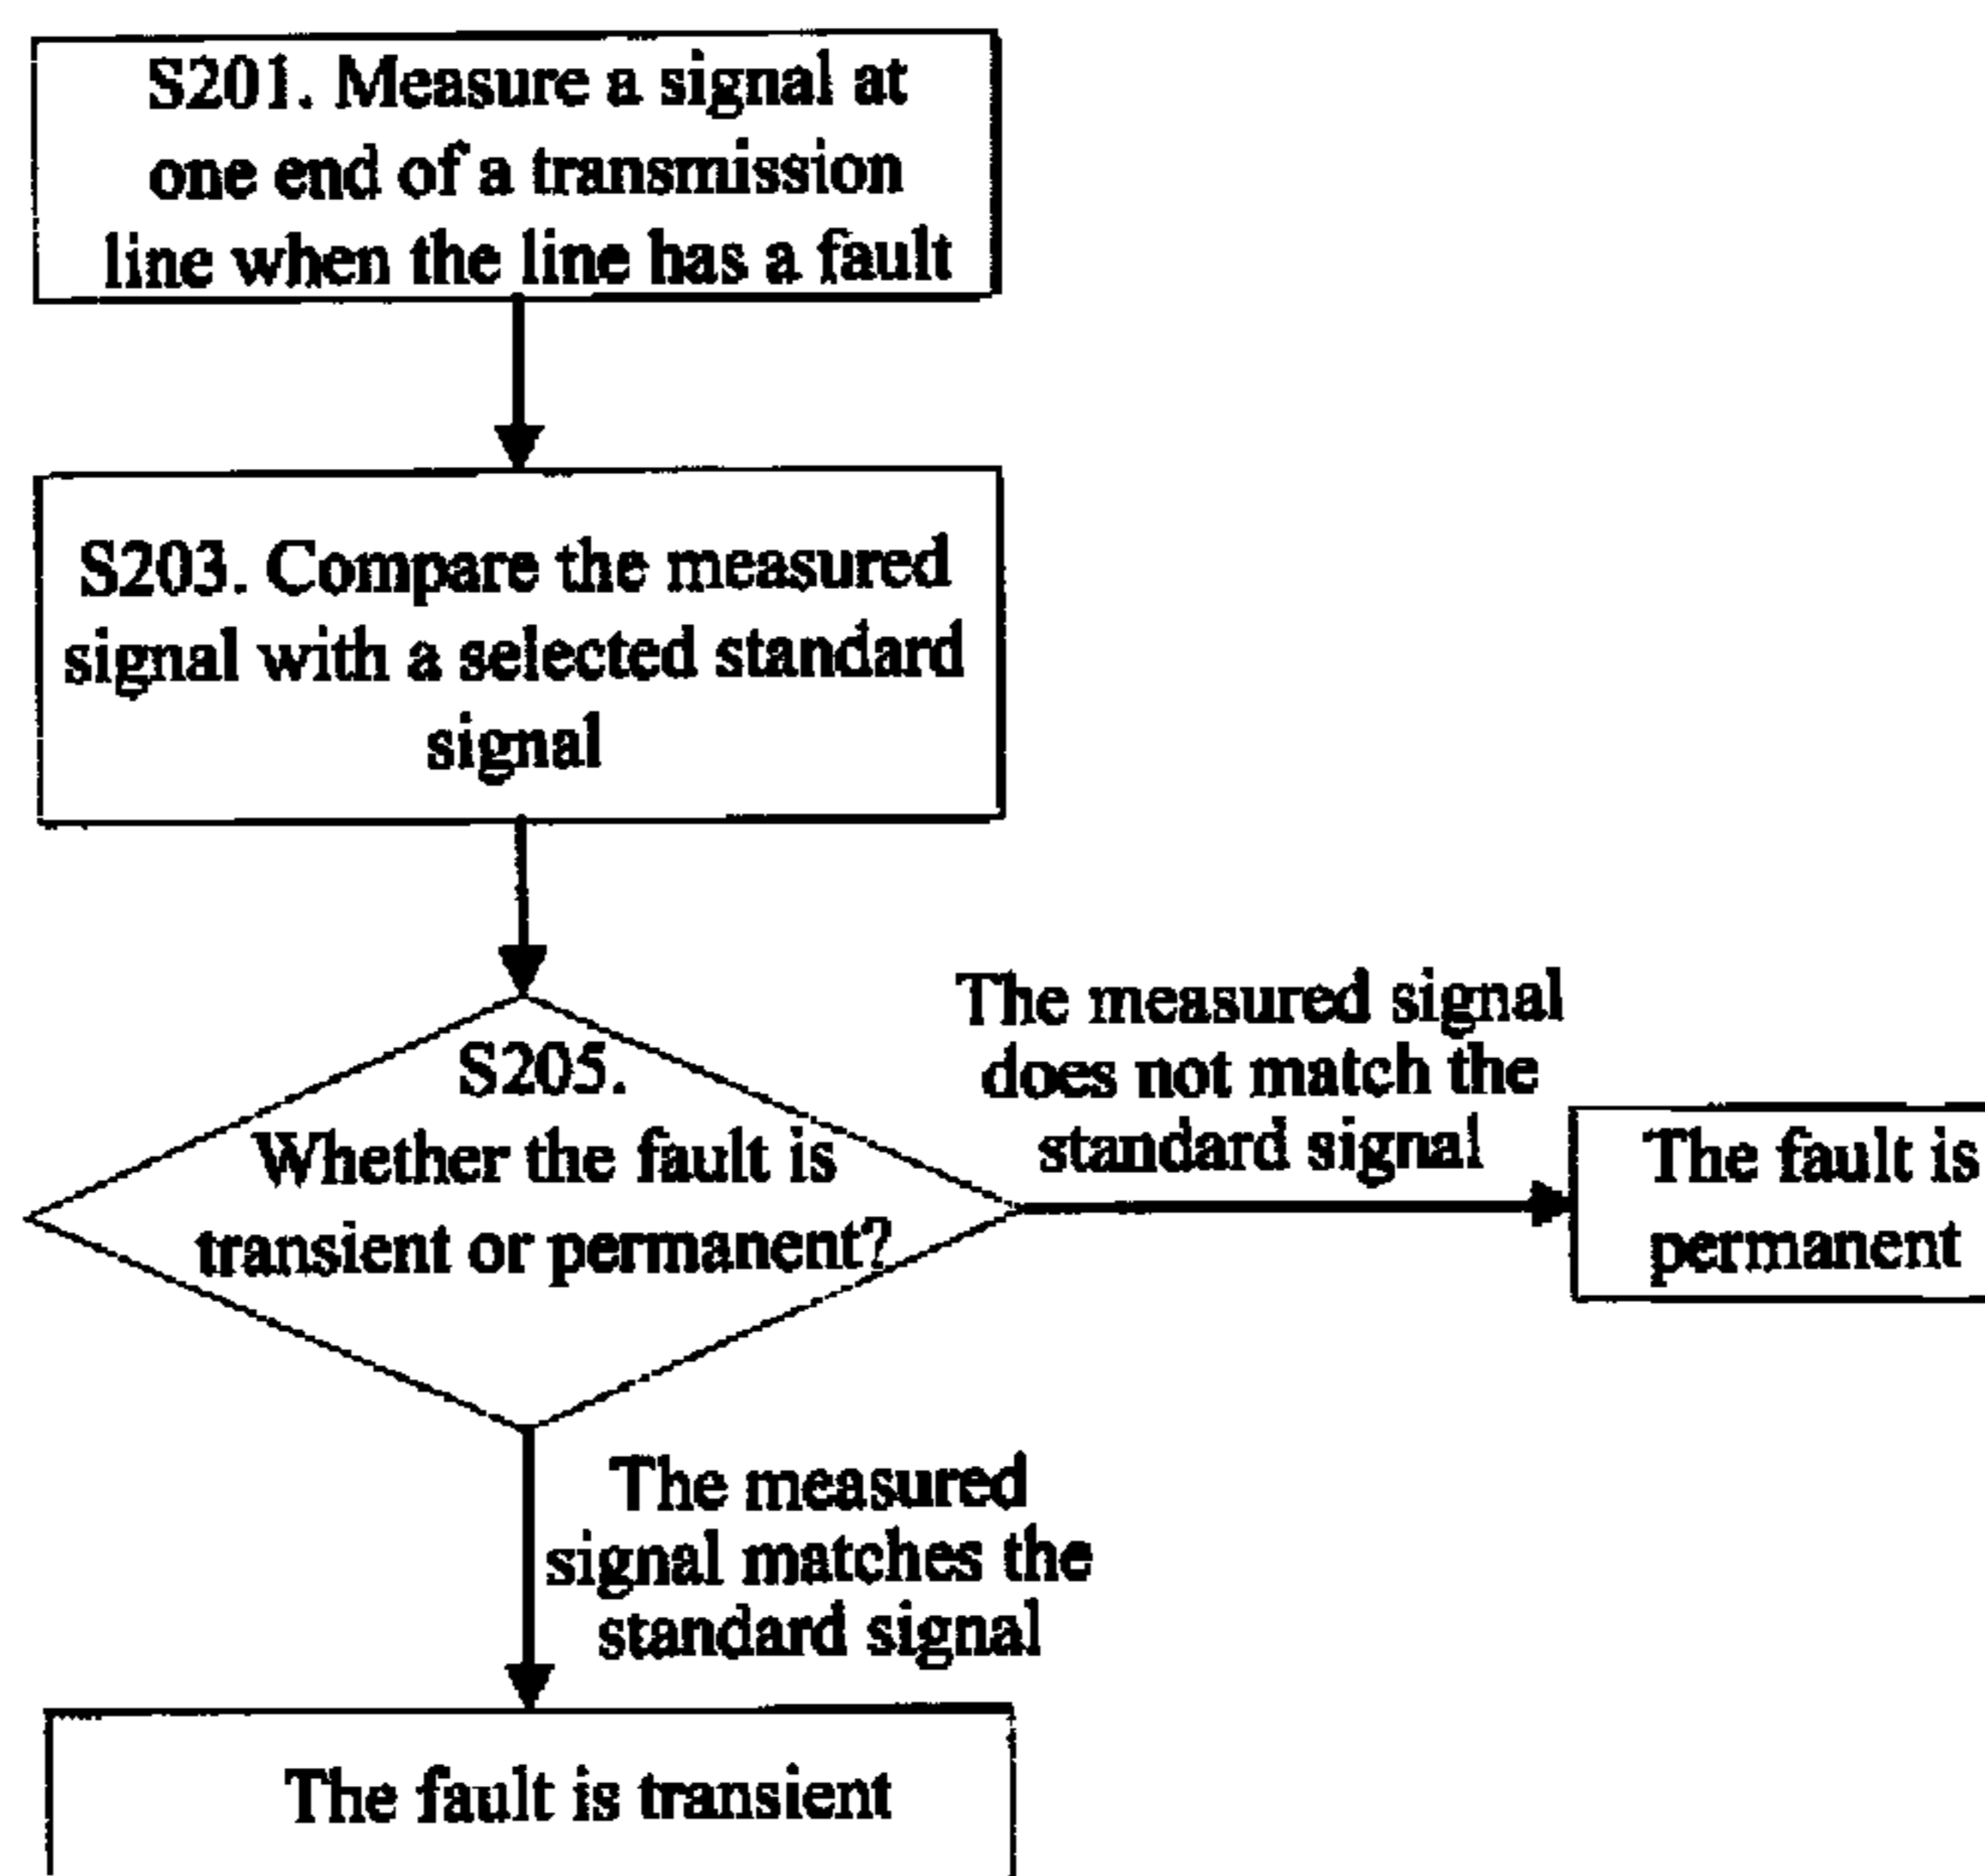 S201. Measure a signal at
one end of a transmission
line when the line has a fault
S203. Compare the measured
signal with a selected standard
signal
S205.
Whether the fault is
transient or permanent?
The measured signal
does not match the
standard signal
The fault is
permanent
The measured
signal matches the
standard signal
The fault is transient